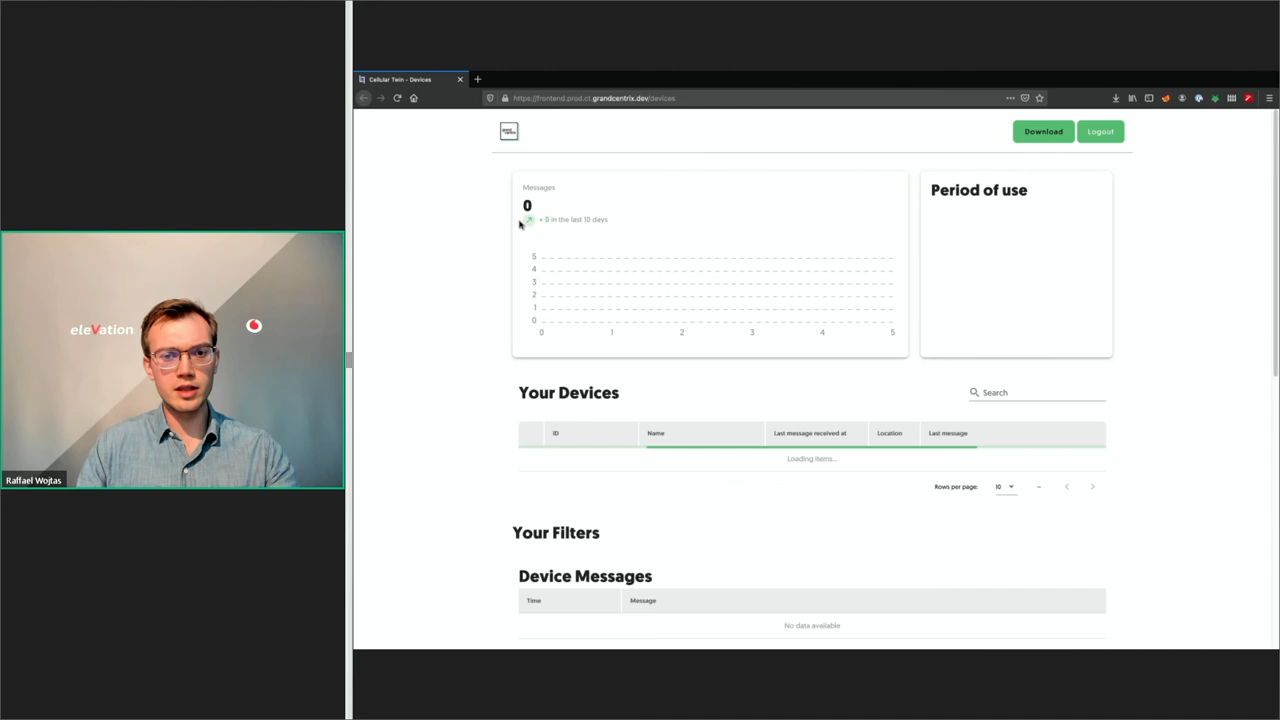 eleVation
Raffael Wojtas
Cellular Twin - Devices
https://frontend.prod.ct.grandcentrix.dev/devices
grand
centrix
Download
Logout
Messages
0
+ 0 in the last 10 days
5
4
3
2
1
0
0 1 2 3 4 5
Period of use
Your Devices
Search
ID Name Last message received at Location Last message
Loading items...
Rows per page: 10 –
Your Filters
Device Messages
Time Message
No data available